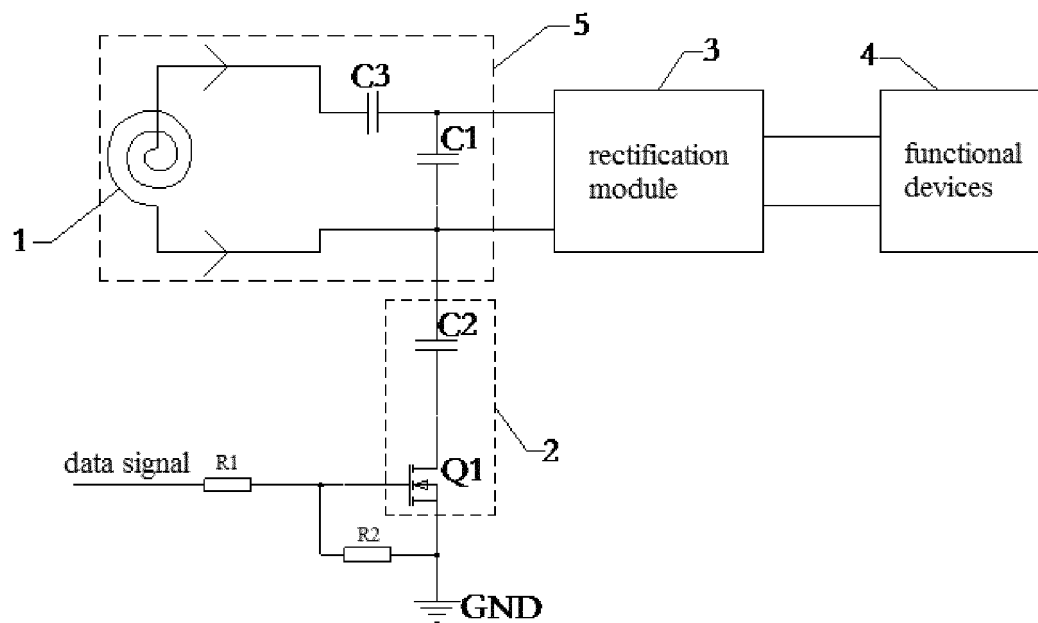 5
3
4
C3
C1
rectification
module
functional
devices
1
C2
2
data signal
R1
Q1
R2
GND